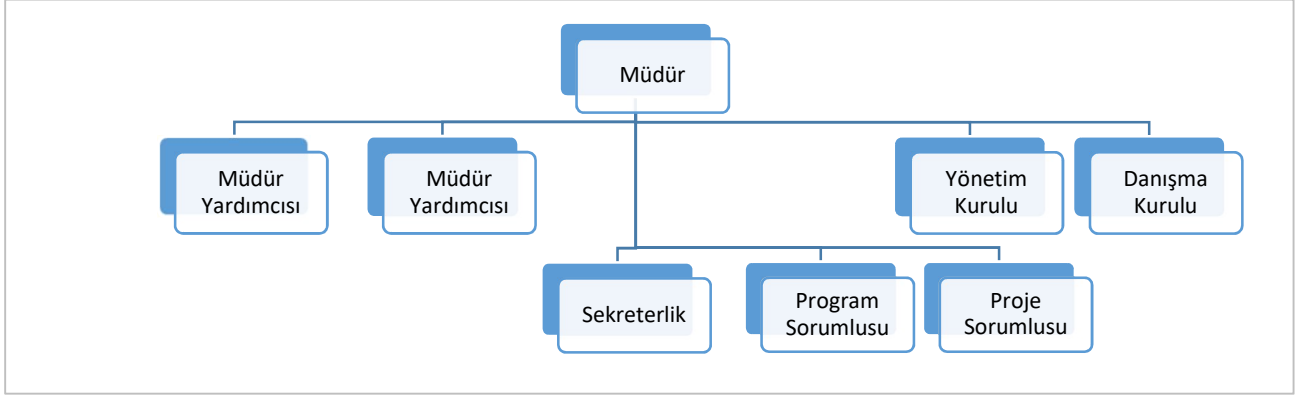 Müdür
Müdür
Yardımcısı
Müdür
Yardımcısı
Yönetim
Kurulu
Danışma
Kurulu
Sekreterlik
Program
Sorumlusu
Proje
Sorumlusu